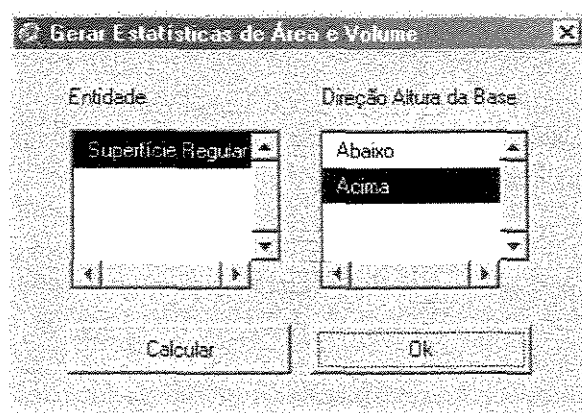 Gerar Estatísticas de Área e Volume
Entidade
Direção Altura da Base
Superfície Regular
Abaixo
Acima
Calcular
Ok